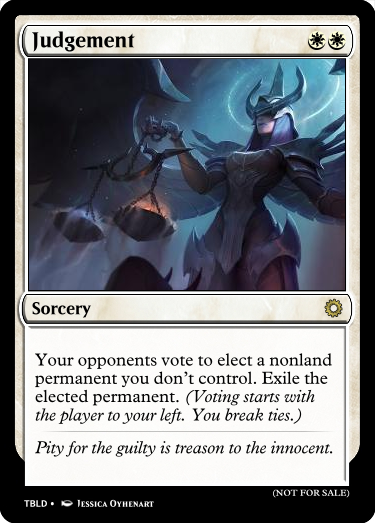 Judgement
Sorcery
Your opponents vote to elect a nonland
permanent you don't control. Exile the
elected permanent. (Voting starts with
the player to your left. You break ties.)
Pity for the guilty is treason to the innocent.
(NOT FOR SALE)
TBLD • Jessica Oyhenart